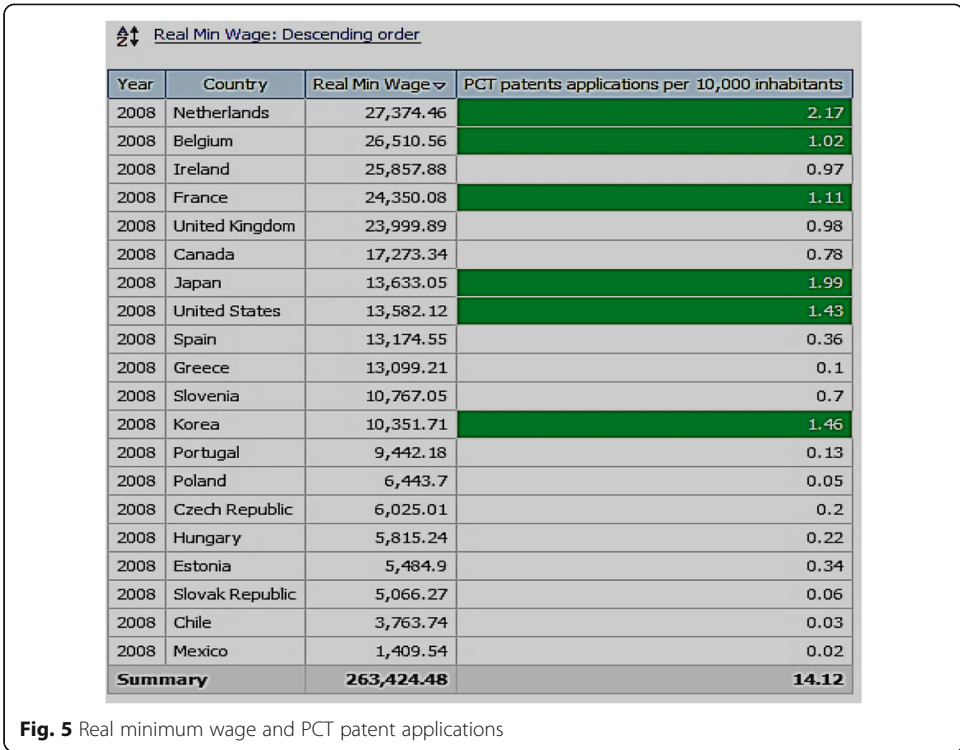 Real Min Wage: Descending order
Year Country Real Min Wage PCT patents applications per 10,000 inhabitants
2008 Netherlands 27,374.46 2.17
2008 Belgium 26,510.56 1.02
2008 Ireland 25,857.88 0.97
2008 France 24,350.08 1.11
2008 United Kingdom 23,999.89 0.98
2008 Canada 17,273.34 0.78
2008 Japan 13,633.05 1.99
2008 United States 13,582.12 1.43
2008 Spain 13,174.55 0.36
2008 Greece 13,099.21 0.1
2008 Slovenia 10,767.05 0.7
2008 Korea 10,351.71 1.46
2008 Portugal 9,442.18 0.13
2008 Poland 6,443.7 0.05
2008 Czech Republic 6,025.01 0.2
2008 Hungary 5,815.24 0.22
2008 Estonia 5,484.9 0.34
2008 Slovak Republic 5,066.27 0.06
2008 Chile 3,763.74 0.03
2008 Mexico 1,409.54 0.02
Summary 263,424.48 14.12
Fig. 5 Real minimum wage and PCT patent applications